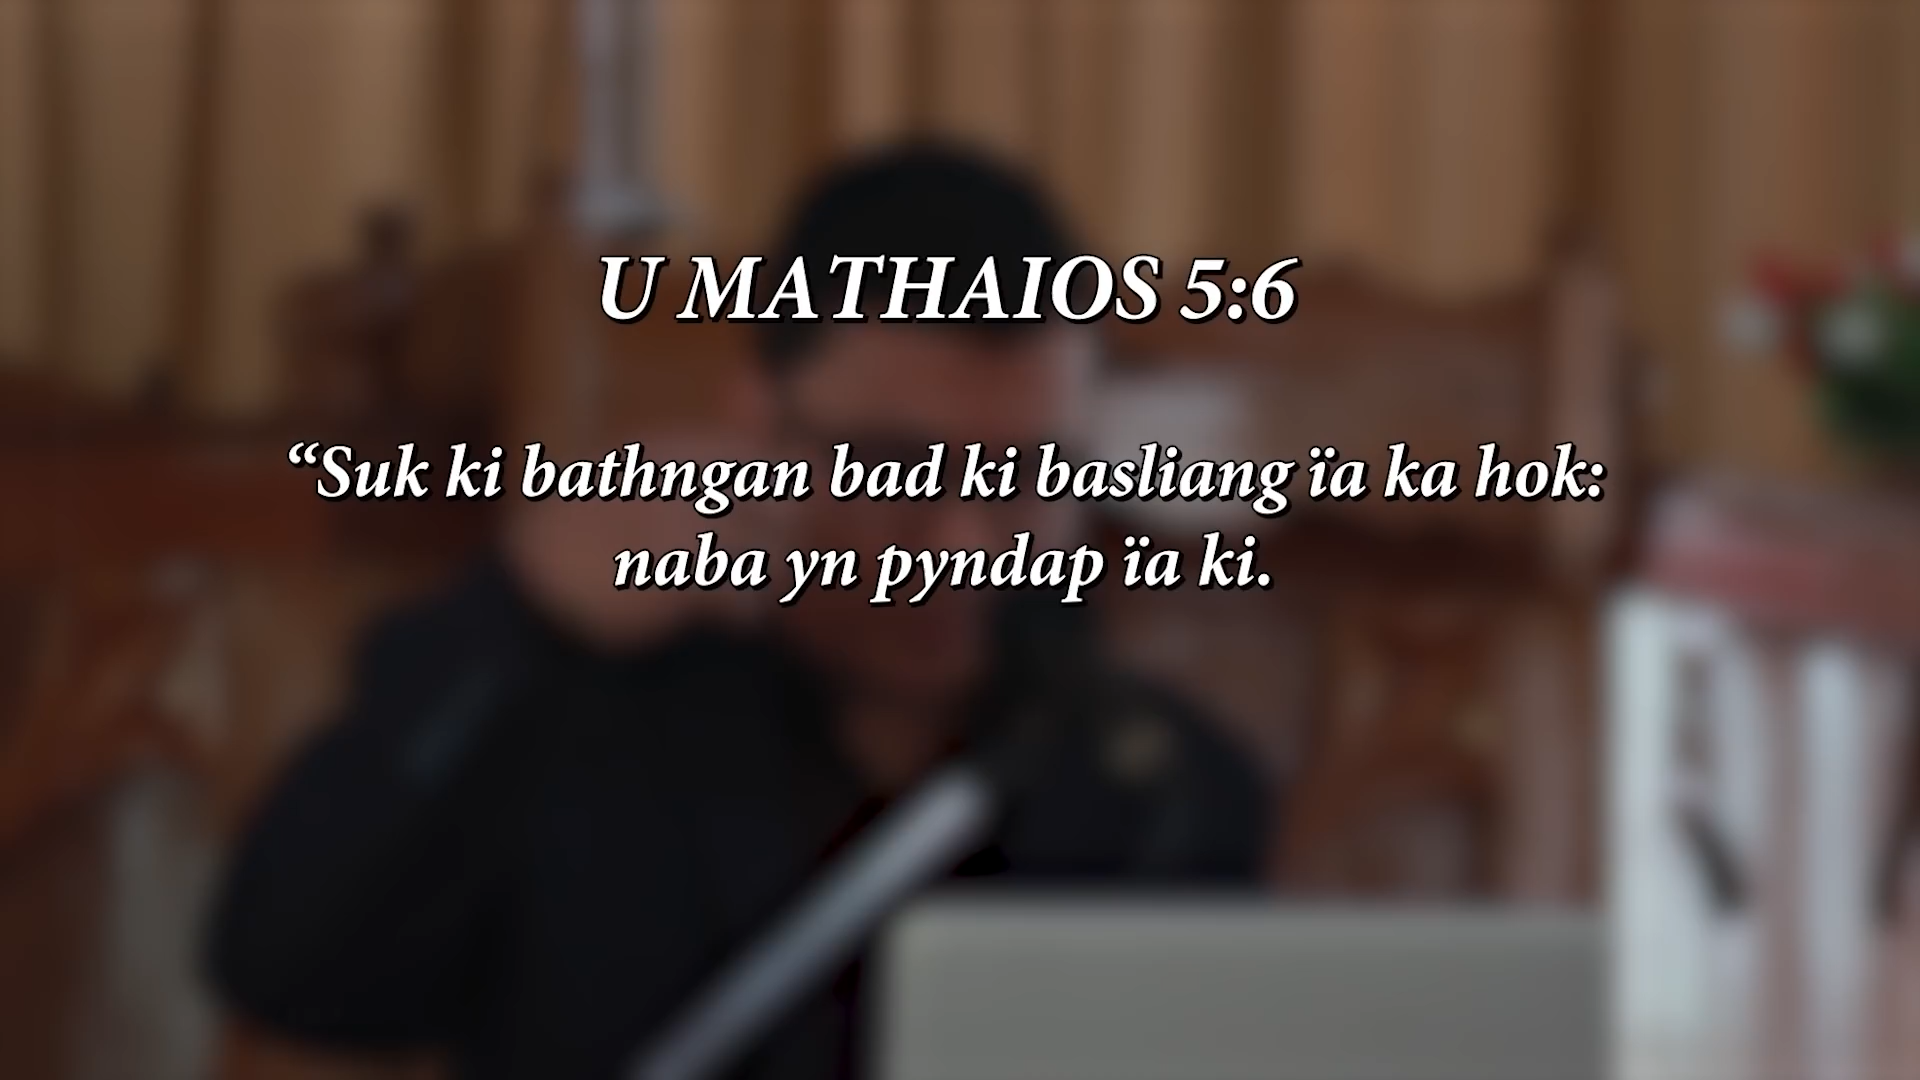 U MATHAIOS 5:6
“Suk ki bathngan bad ki basliang ïa ka hok:
naba yn pyndap ïa ki.